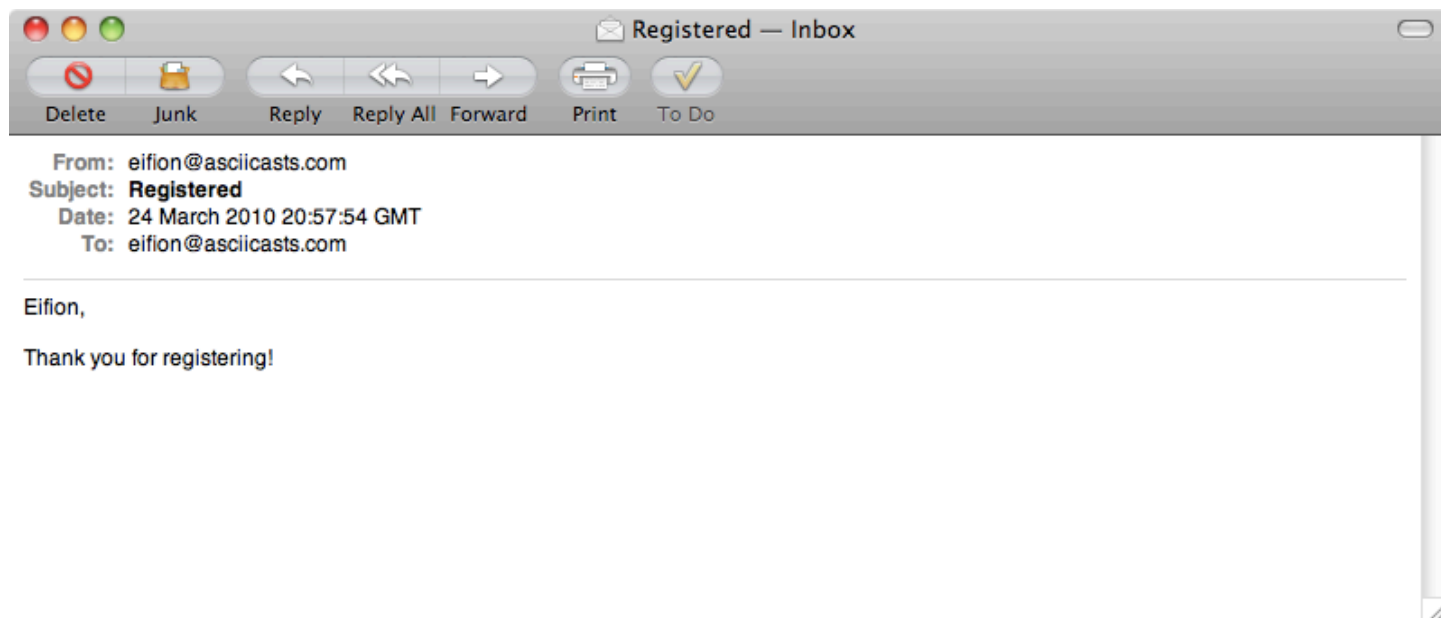 Registered — Inbox
Delete Junk Reply Reply All Forward Print To Do
From: eifion@asciicasts.com
Subject: Registered
Date: 24 March 2010 20:57:54 GMT
To: eifion@asciicasts.com
Eifion,
Thank you for registering!